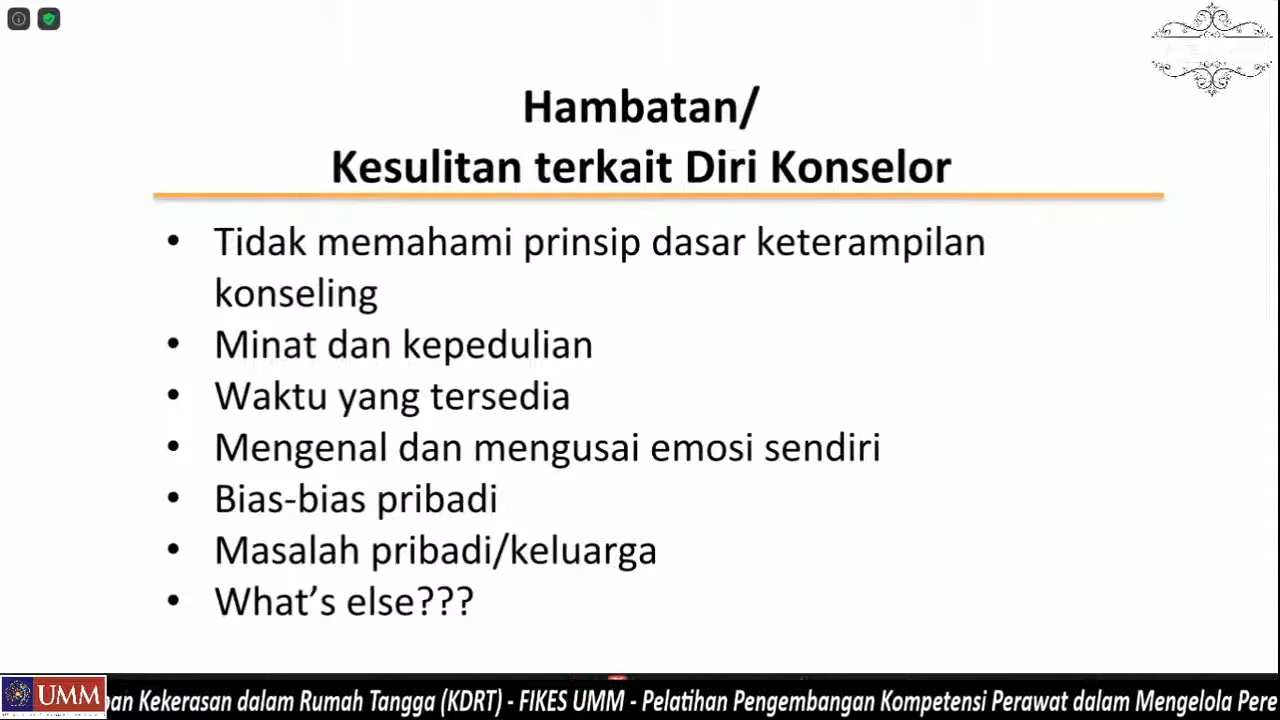 Hambatan/
Kesulitan terkait Diri Konselor
• Tidak memahami prinsip dasar keterampilan
konseling
• Minat dan kepedulian
• Waktu yang tersedia
• Mengenal dan mengusai emosi sendiri
• Bias-bias pribadi
• Masalah pribadi/keluarga
• What’s else???
UMM
Kekerasan dalam Rumah Tangga (KDRT) - FIKES UMM - Pelatihan Pengembangan Kompetensi Perawat dalam Mengelola